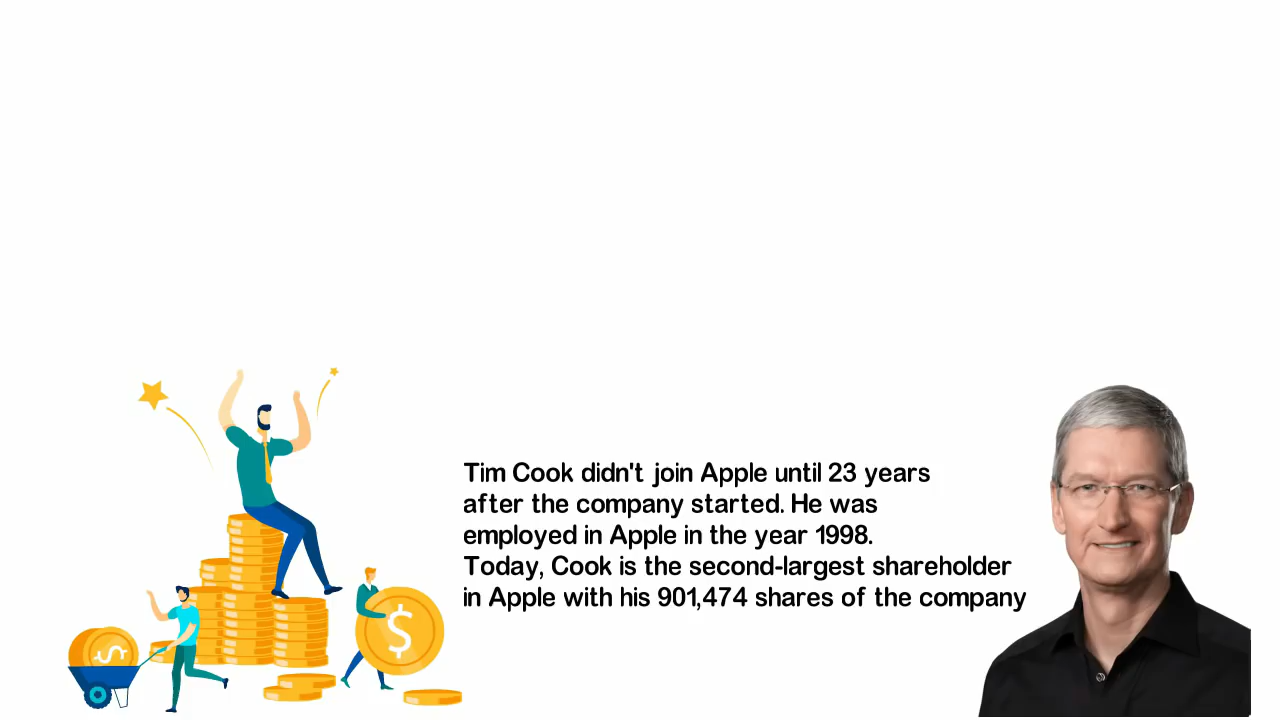 Tim Cook didn't join Apple until 23 years
after the company started. He was
employed in Apple in the year 1998.
Today, Cook is the second-largest shareholder
in Apple with his 901,474 shares of the company
$